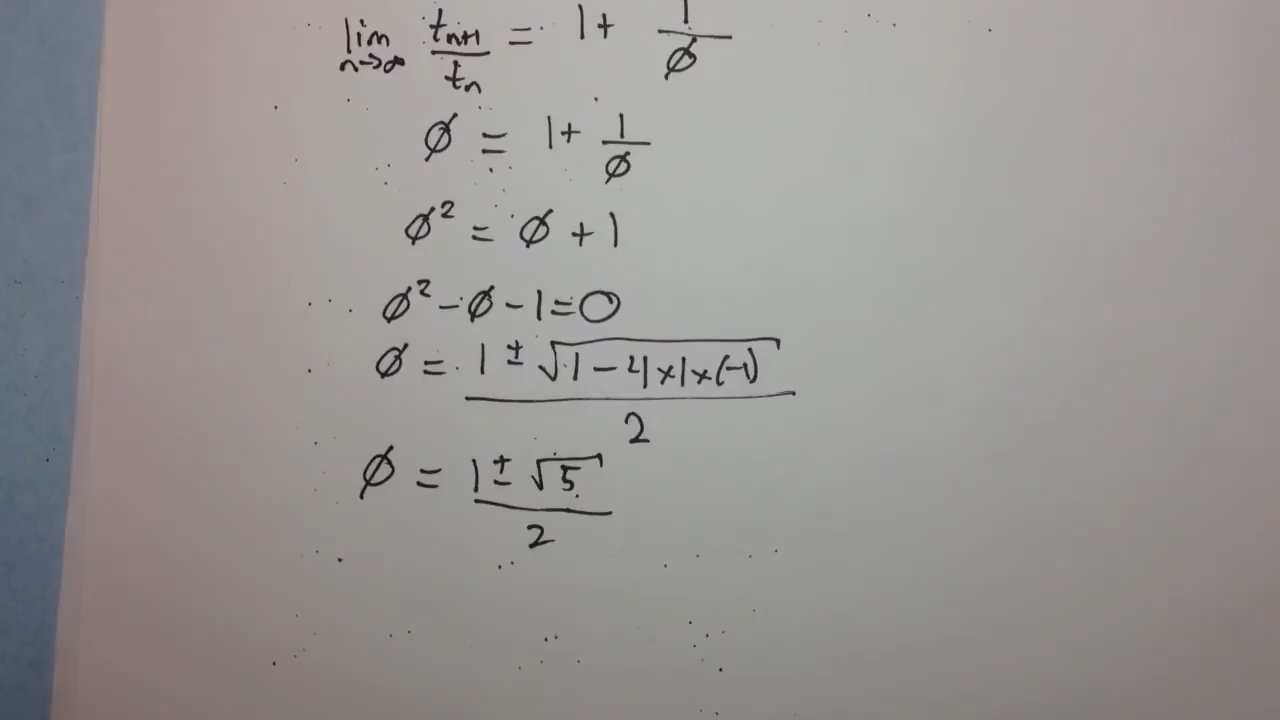 lim n→∞ t_{n+1}/t_n = 1 + 1/∅
∅ = 1 + 1/∅
∅² = ∅ + 1
∅² - ∅ - 1 = 0
∅ = (1 ± √(1 - 4×1×(-1)))/2
∅ = (1 ± √5)/2